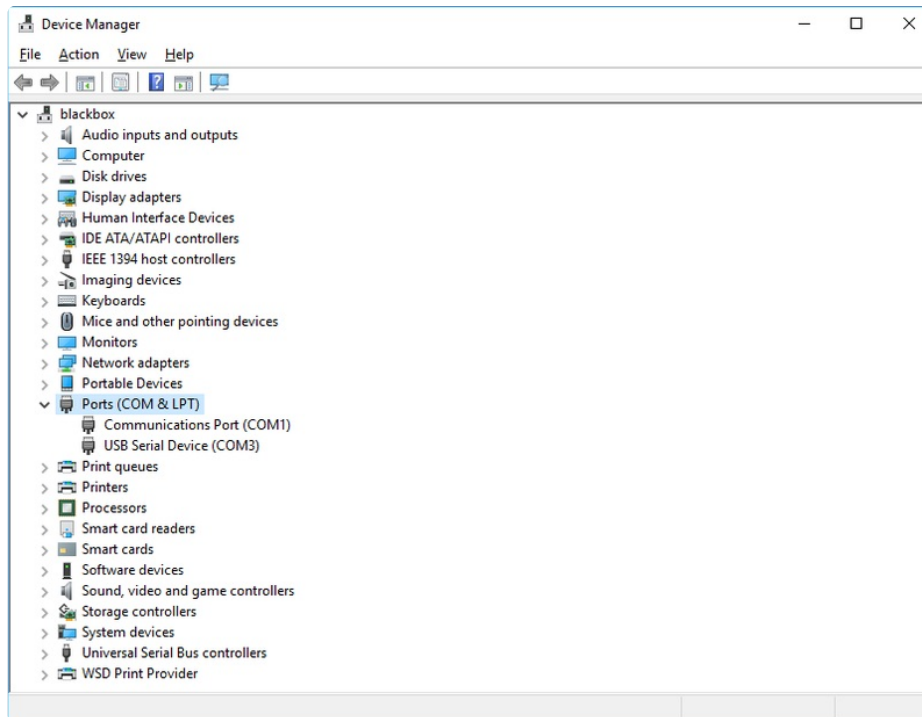 Device Manager
File Action View Help
blackbox
Audio inputs and outputs
Computer
Disk drives
Display adapters
Human Interface Devices
IDE ATA/ATAPI controllers
IEEE 1394 host controllers
Imaging devices
Keyboards
Mice and other pointing devices
Monitors
Network adapters
Portable Devices
Ports (COM & LPT)
Communications Port (COM1)
USB Serial Device (COM3)
Print queues
Printers
Processors
Smart card readers
Smart cards
Software devices
Sound, video and game controllers
Storage controllers
System devices
Universal Serial Bus controllers
WSD Print Provider